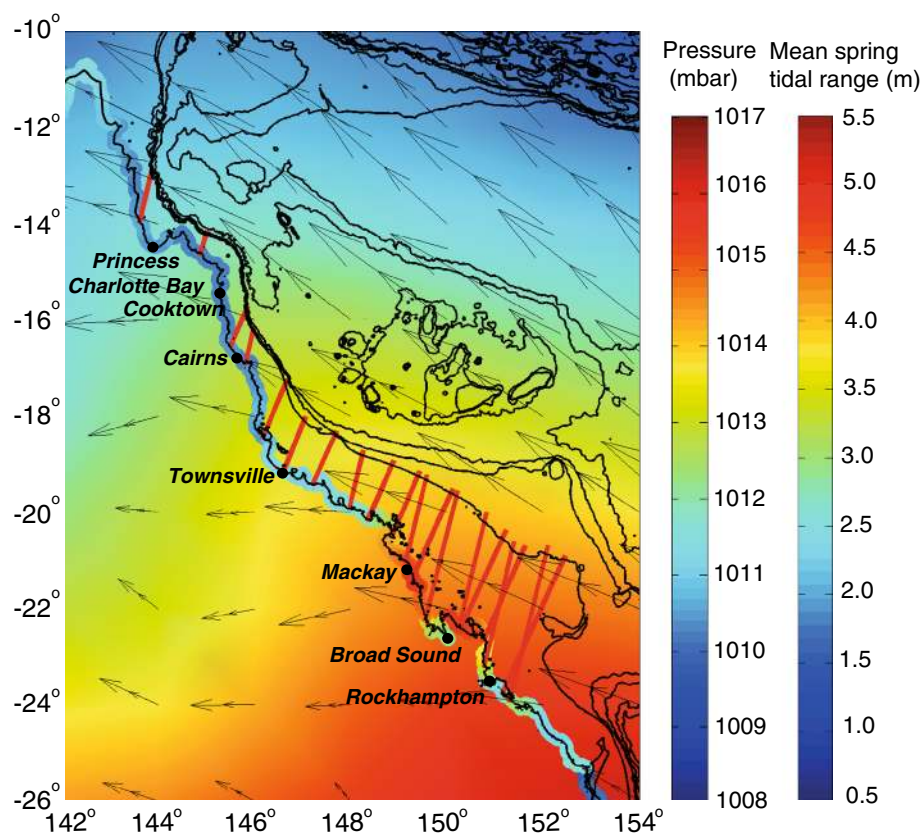 -10°
-12°
-14°
-16°
-18°
-20°
-22°
-24°
-26°
142° 144° 146° 148° 150° 152° 154°
Princess
Charlotte Bay
Cooktown
Cairns
Townsville
Mackay
Broad Sound
Rockhampton
Pressure
(mbar)
1017
1016
1015
1014
1013
1012
1011
1010
1009
1008
Mean spring
tidal range (m)
5.5
5.0
4.5
4.0
3.5
3.0
2.5
2.0
1.5
1.0
0.5